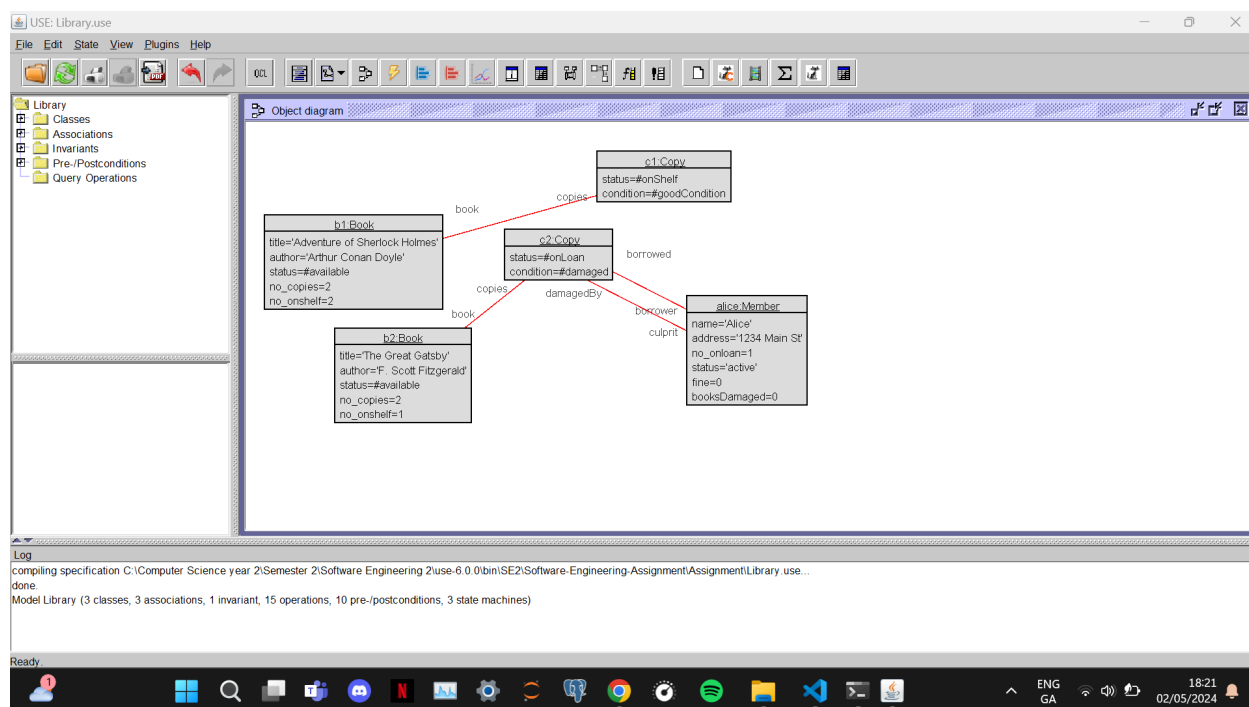 USE: Library.use
File Edit State View Plugins Help
OCL
Library
Classes
Associations
Invariants
Pre-/Postconditions
Query Operations
Object diagram
c1:Copy
status=#onShelf
condition=#goodCondition
copies
book
b1:Book
title='Adventure of Sherlock Holmes'
author='Arthur Conan Doyle'
status=#available
no_copies=2
no_onshelf=2
c2:Copy
status=#onLoan
condition=#damaged
borrowed
copies
damagedBy
book
borrower
culprit
alice:Member
name='Alice'
address='1234 Main St'
no_onloan=1
status='active'
fine=0
booksDamaged=0
b2:Book
title='The Great Gatsby'
author='F. Scott Fitzgerald'
status=#available
no_copies=2
no_onshelf=1
Log
compiling specification C:\Computer Science year 2\Semester 2\Software Engineering 2\use-6.0.0\bin\SE2\Software-Engineering-Assignment\Assignment\Library.use...
done.
Model Library (3 classes, 3 associations, 1 invariant, 15 operations, 10 pre-/postconditions, 3 state machines)
Ready.
1
ENG
GA
18:21
02/05/2024